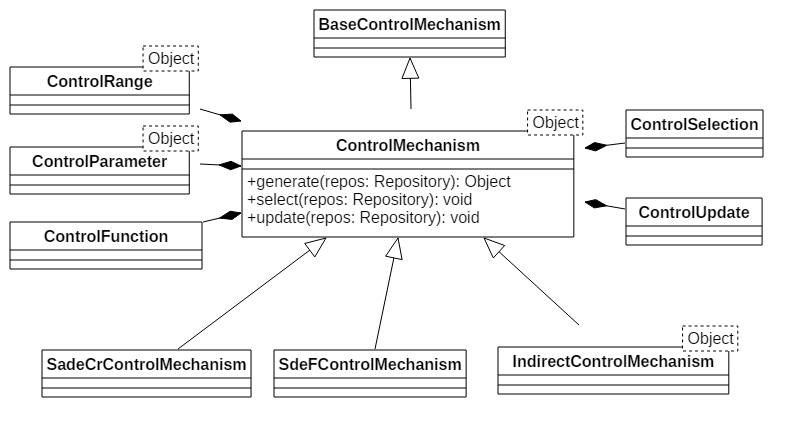 BaseControlMechanism
Object
ControlRange
Object
ControlParameter
ControlFunction
Object
ControlMechanism
+generate(repos: Repository): Object
+select(repos: Repository): void
+update(repos: Repository): void
ControlSelection
ControlUpdate
SadeCrControlMechanism
SdeFControlMechanism
Object
IndirectControlMechanism